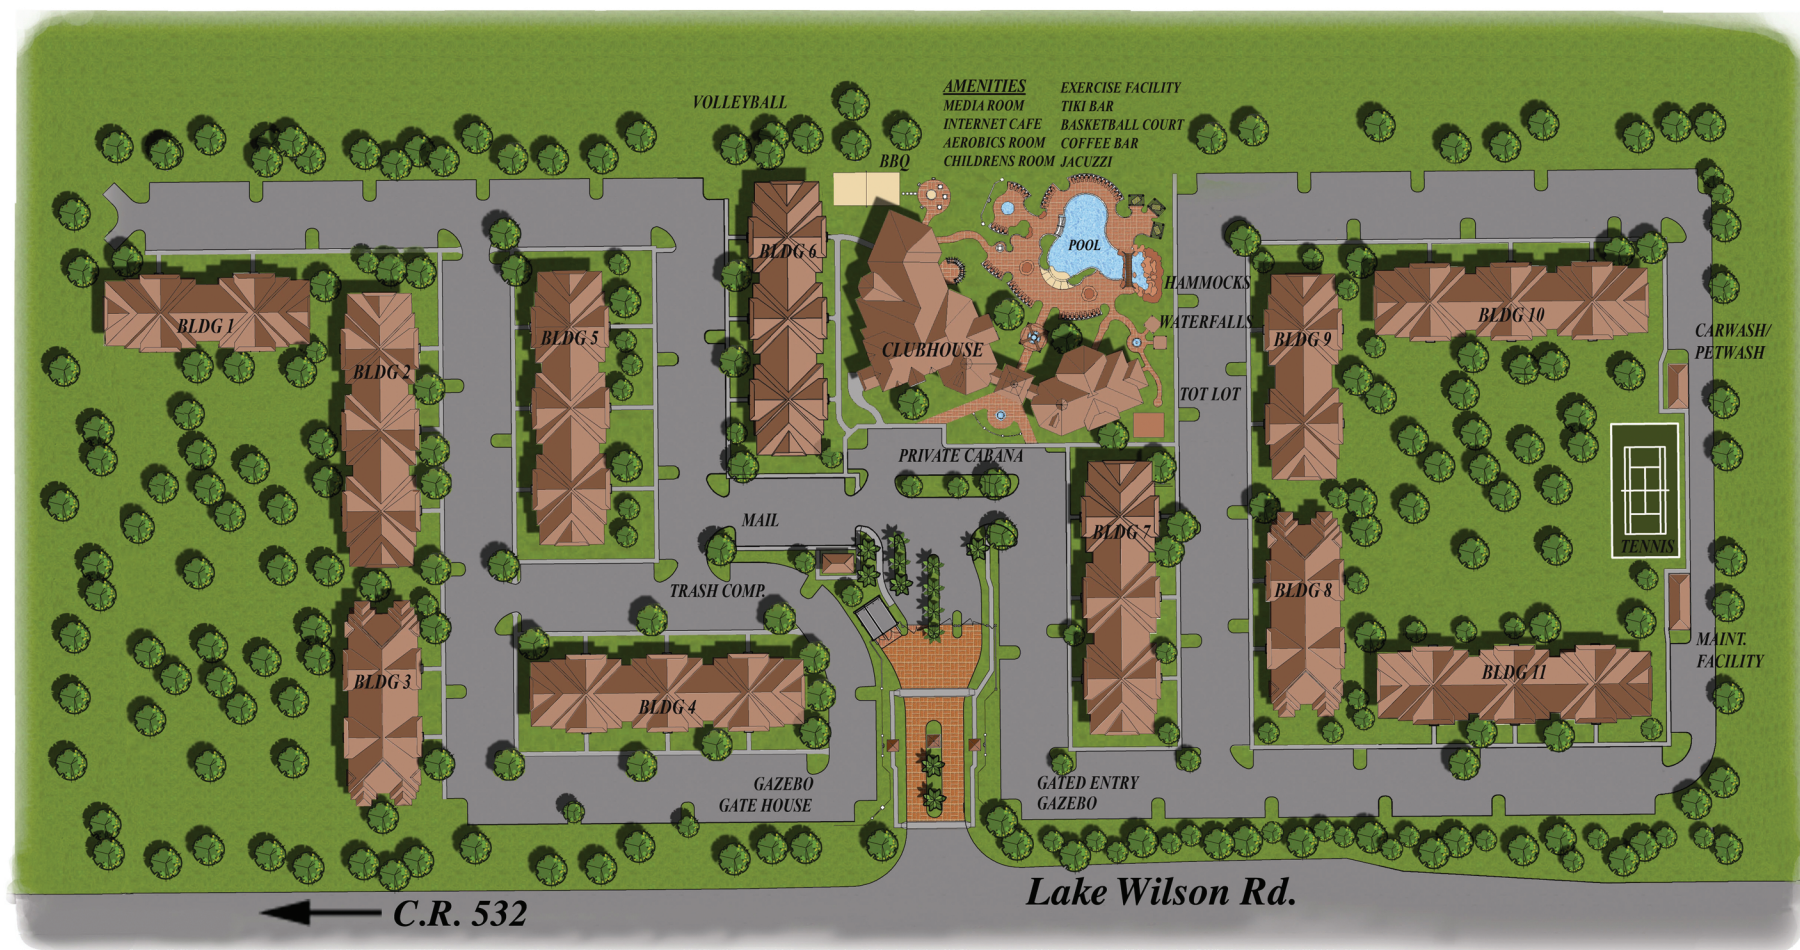 AMENITIES
EXERCISE FACILITY
VOLLEYBALL
MEDIA ROOM
TIKI BAR
INTERNET CAFE
BASKETBALL COURT
AEROBICS ROOM
COFFEE BAR
BBQ
CHILDRENS ROOM
JACUZZI
BLDG 6
POOL
HAMMOCKS
BLDG 1
WATERFALLS
BLDG 10
BLDG 5
BLDG 9
CARWASH/
PETWASH
CLUBHOUSE
BLDG 2
TOT LOT
PRIVATE CABANA
MAIL
BLDG 7
TENNIS
TRASH COMP.
BLDG 8
MAINT.
FACILITY
BLDG 3
BLDG 11
BLDG 4
GAZEBO
GATE HOUSE
GATED ENTRY
GAZEBO
Lake Wilson Rd.
C.R. 532